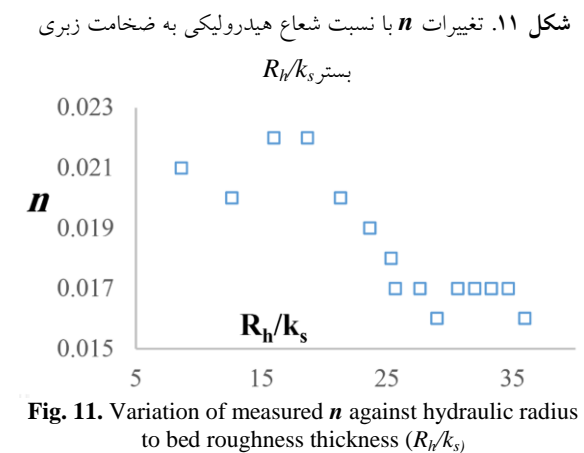 شکل ۱۱. تغییرات n با نسبت شعاع هیدرولیکی به ضخامت زبری
بستر Rh/ks
0.023
0.021
n
0.019
0.017
Rh/ks
0.015
5 15 25 35
Fig. 11. Variation of measured n against hydraulic radius
to bed roughness thickness (Rh/ks)